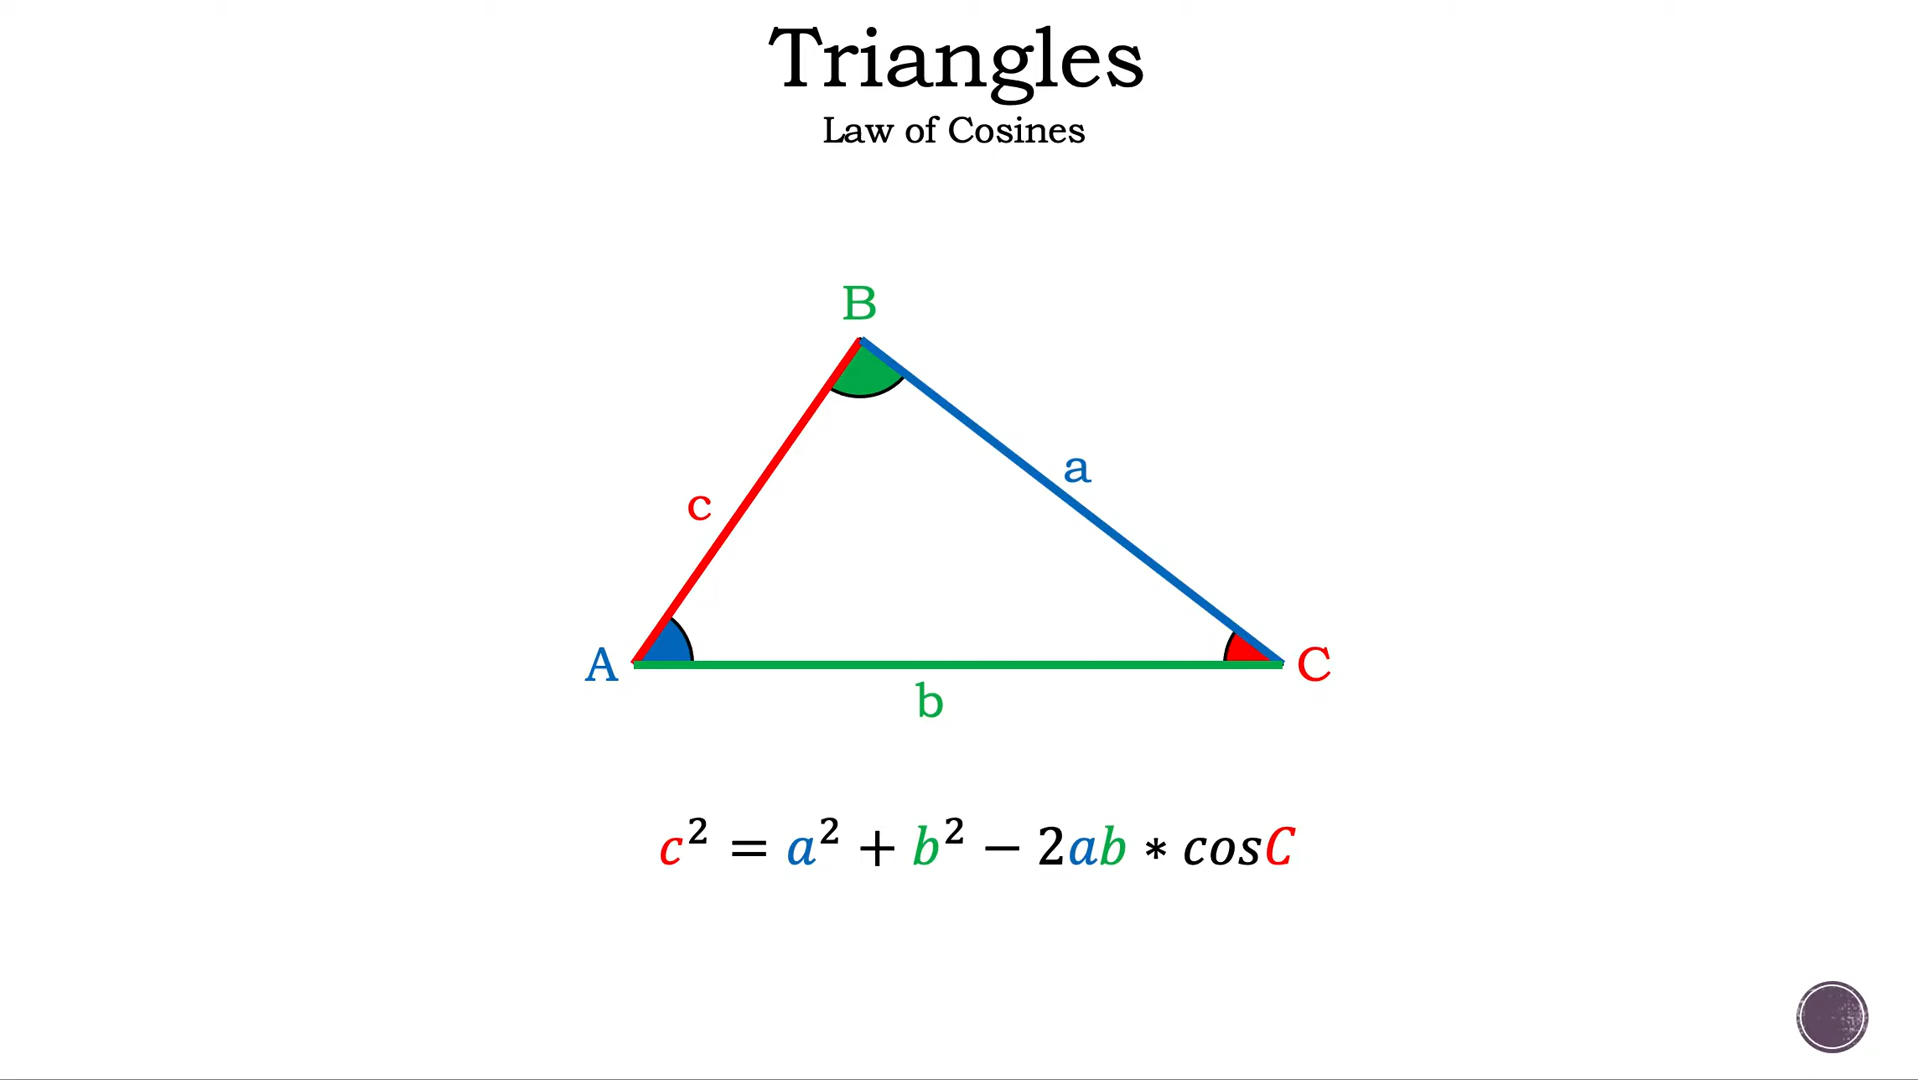 Triangles
Law of Cosines
B
a
c
A
C
b
c² = a² + b² − 2ab * cosC